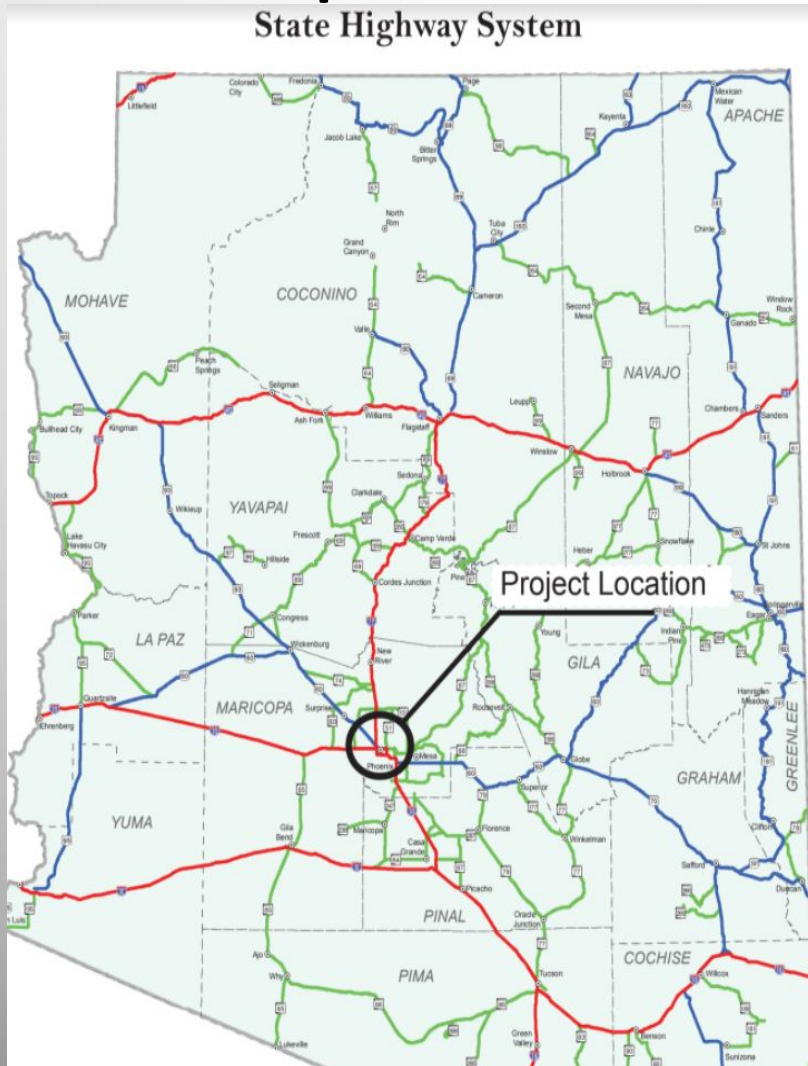 State Highway System
Littlefield
Colorado
City
Fredonia
Page
Mexican
Water
Kayenta
APACHE
Jacob Lake
Bitter
Springs
North
Rim
Tuba
City
Chinle
Grand
Canyon
MOHAVE
COCONINO
Cameron
Second
Mesa
Window
Rock
Ganado
Valle
Peach
Springs
NAVAJO
Seligman
Leupp
Chambers
Sanders
Kingman
Ash Fork
Williams
Flagstaff
Bullhead City
Winslow
Holbrook
Sedona
Topock
Clarkdale
YAVAPAI
Wikieup
Lake
Havasu City
Prescott
Camp Verde
Hillside
Heber
Snowflake
St Johns
Pine
Cordes Junction
Project Location
Parker
Congress
Young
Indian
Pine
Eager
LA PAZ
Wickenburg
New
River
GILA
Quartzsite
MARICOPA
Surprise
Roosevelt
Hannigan
Meadow
Ehrenberg
GREENLEE
Mesa
Phoenix
Globe
Superior
GRAHAM
YUMA
Gila
Bend
Maricopa
Florence
Clifton
Casa
Grande
Winkelman
Safford
Duncan
Picacho
n Luis
PINAL
Oracle
Junction
Ajo
COCHISE
Why
PIMA
Tucson
Willcox
Lukeville
Green
Valley
Benson
Sunizona